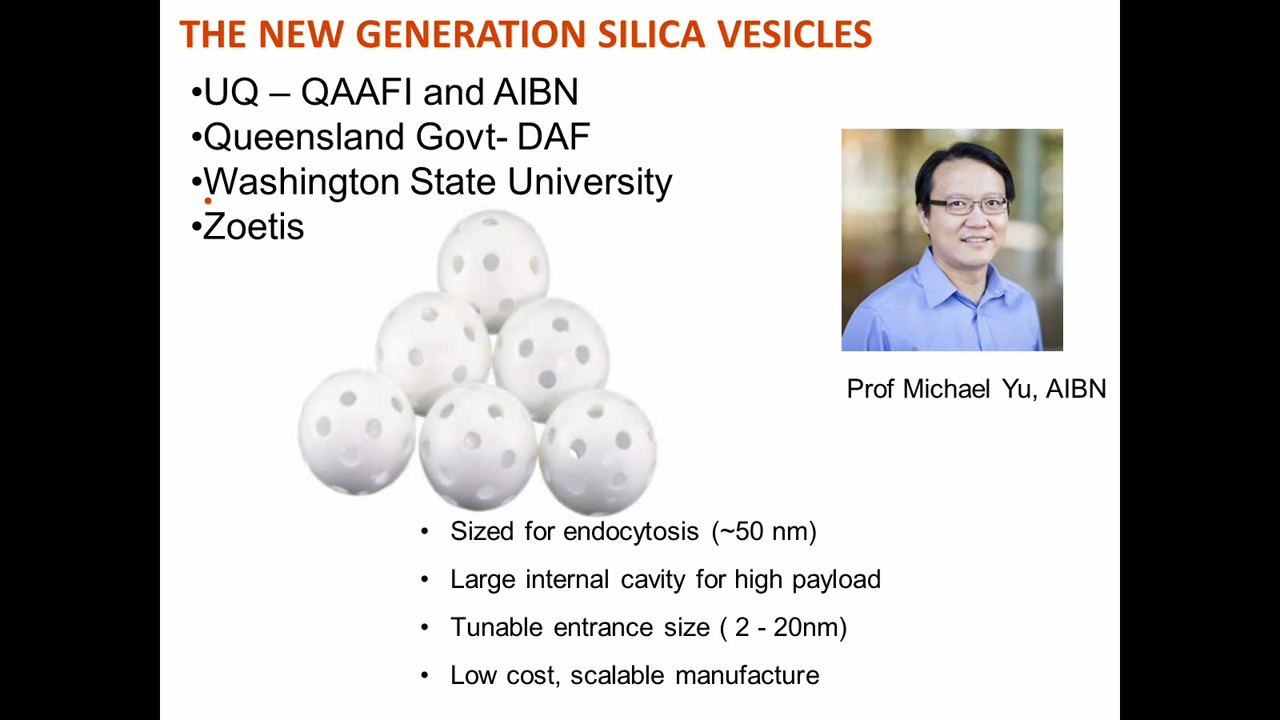 THE NEW GENERATION SILICA VESICLES
•UQ – QAAFI and AIBN
•Queensland Govt- DAF
•Washington State University
•Zoetis
Prof Michael Yu, AIBN
• Sized for endocytosis (~50 nm)
• Large internal cavity for high payload
• Tunable entrance size ( 2 - 20nm)
• Low cost, scalable manufacture